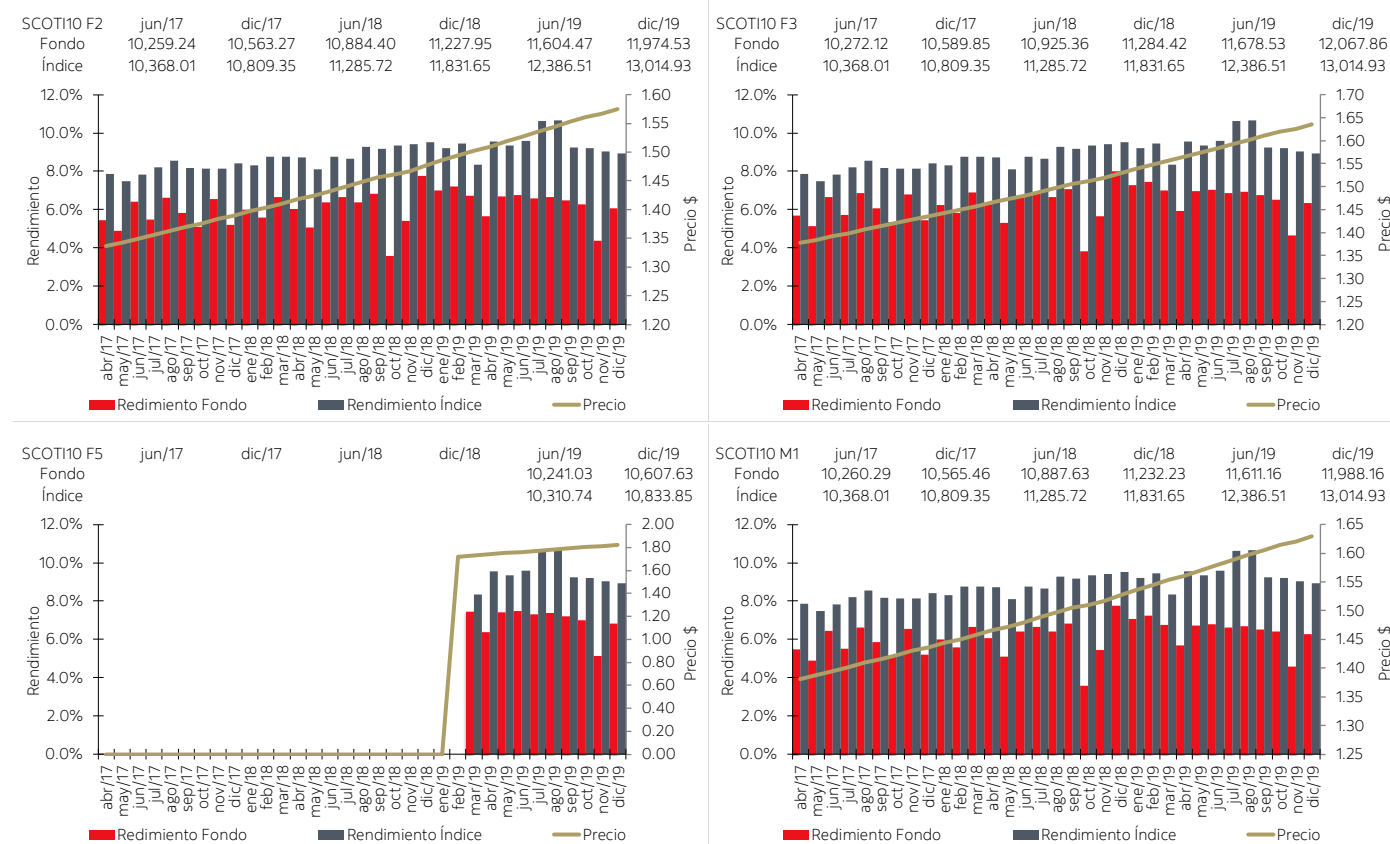 SCOTI10 F2 jun/17 dic/17 jun/18 dic/18 jun/19 dic/19
Fondo 10,259.24 10,563.27 10,884.40 11,227.95 11,604.47 11,974.53
Índice 10,368.01 10,809.35 11,285.72 11,831.65 12,386.51 13,014.93
12.0%
10.0%
8.0%
6.0%
4.0%
2.0%
0.0%
Rendimiento
1.60
1.55
1.50
1.45
1.40
1.35
1.30
1.25
1.20
Precio $
abr/17 may/17 jun/17 jul/17 ago/17 sep/17 oct/17 nov/17 dic/17 ene/18 feb/18 mar/18 abr/18 may/18 jun/18 jul/18 ago/18 sep/18 oct/18 nov/18 dic/18 ene/19 feb/19 mar/19 abr/19 may/19 jun/19 jul/19 ago/19 sep/19 oct/19 nov/19 dic/19
Redimiento Fondo Rendimiento Índice Precio
SCOTI10 F3 jun/17 dic/17 jun/18 dic/18 jun/19 dic/19
Fondo 10,272.12 10,589.85 10,925.36 11,284.42 11,678.53 12,067.86
Índice 10,368.01 10,809.35 11,285.72 11,831.65 12,386.51 13,014.93
12.0%
10.0%
8.0%
6.0%
4.0%
2.0%
0.0%
Rendimiento
1.70
1.65
1.60
1.55
1.50
1.45
1.40
1.35
1.30
1.25
1.20
Precio $
abr/17 may/17 jun/17 jul/17 ago/17 sep/17 oct/17 nov/17 dic/17 ene/18 feb/18 mar/18 abr/18 may/18 jun/18 jul/18 ago/18 sep/18 oct/18 nov/18 dic/18 ene/19 feb/19 mar/19 abr/19 may/19 jun/19 jul/19 ago/19 sep/19 oct/19 nov/19 dic/19
Redimiento Fondo Rendimiento Índice Precio
SCOTI10 F5 jun/17 dic/17 jun/18 dic/18 jun/19 dic/19
Fondo 10,241.03 10,607.63
Índice 10,310.74 10,833.85
12.0%
10.0%
8.0%
6.0%
4.0%
2.0%
0.0%
Rendimiento
2.00
1.80
1.60
1.40
1.20
1.00
0.80
0.60
0.40
0.20
0.00
Precio $
abr/17 may/17 jun/17 jul/17 ago/17 sep/17 oct/17 nov/17 dic/17 ene/18 feb/18 mar/18 abr/18 may/18 jun/18 jul/18 ago/18 sep/18 oct/18 nov/18 dic/18 ene/19 feb/19 mar/19 abr/19 may/19 jun/19 jul/19 ago/19 sep/19 oct/19 nov/19 dic/19
Redimiento Fondo Rendimiento Índice Precio
SCOTI10 M1 jun/17 dic/17 jun/18 dic/18 jun/19 dic/19
Fondo 10,260.29 10,565.46 10,887.63 11,232.23 11,611.16 11,988.16
Índice 10,368.01 10,809.35 11,285.72 11,831.65 12,386.51 13,014.93
12.0%
10.0%
8.0%
6.0%
4.0%
2.0%
0.0%
Rendimiento
1.65
1.60
1.55
1.50
1.45
1.40
1.35
1.30
1.25
Precio $
abr/17 may/17 jun/17 jul/17 ago/17 sep/17 oct/17 nov/17 dic/17 ene/18 feb/18 mar/18 abr/18 may/18 jun/18 jul/18 ago/18 sep/18 oct/18 nov/18 dic/18 ene/19 feb/19 mar/19 abr/19 may/19 jun/19 jul/19 ago/19 sep/19 oct/19 nov/19 dic/19
Redimiento Fondo Rendimiento Índice Precio